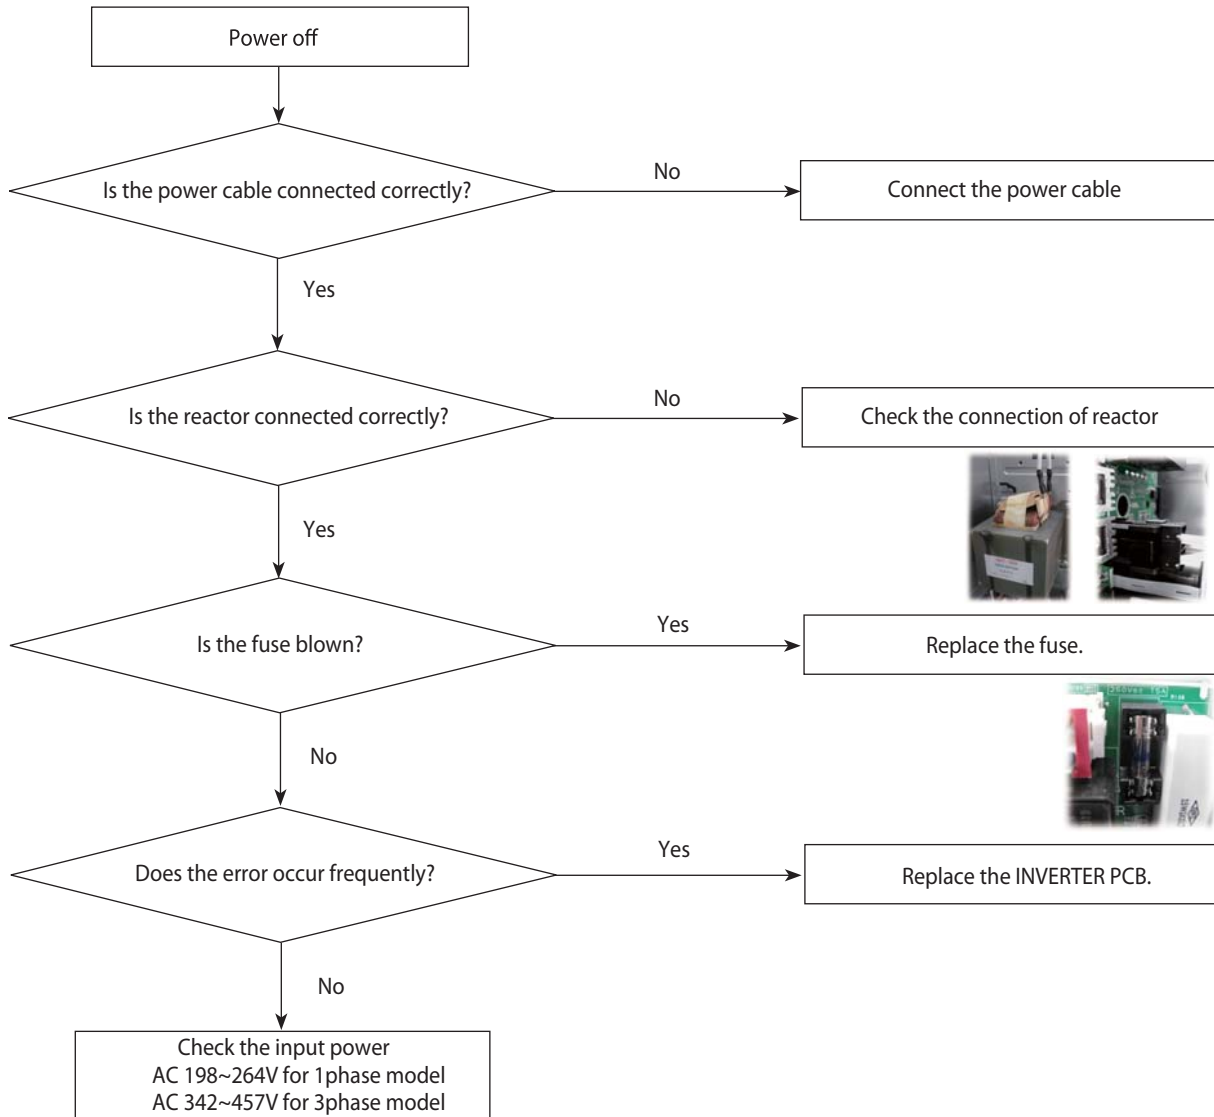 Power off
Is the power cable connected correctly?
No
Connect the power cable
Yes
Is the reactor connected correctly?
No
Check the connection of reactor
Yes
Is the fuse blown?
Yes
Replace the fuse.
250Vac
No
Does the error occur frequently?
Yes
Replace the INVERTER PCB.
No
Check the input power
AC 198~264V for 1phase model
AC 342~457V for 3phase model